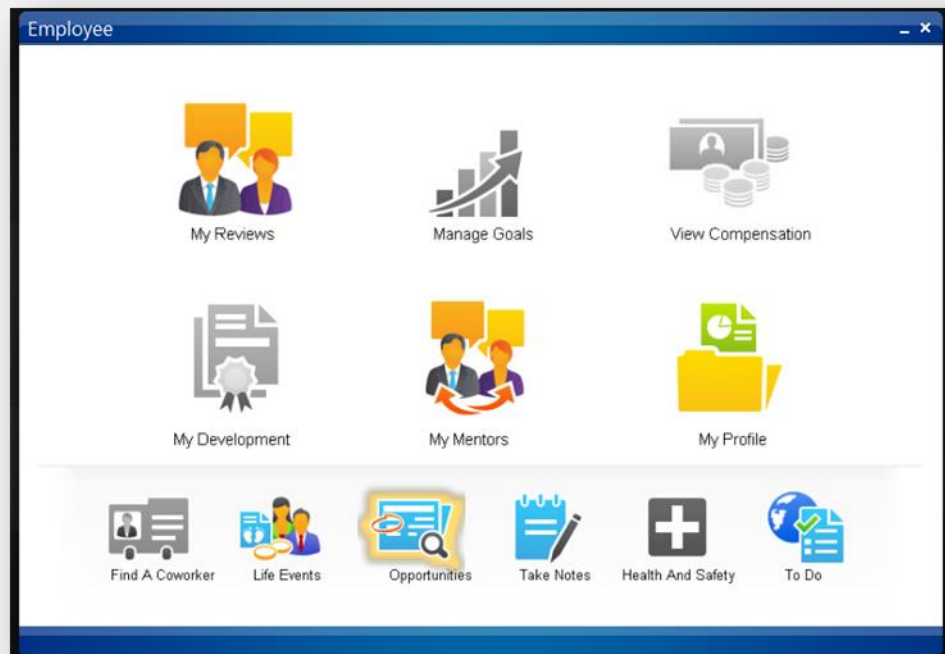 Employee
My Reviews
Manage Goals
View Compensation
My Development
My Mentors
My Profile
Find A Coworker
Life Events
Opportunities
Take Notes
Health And Safety
To Do